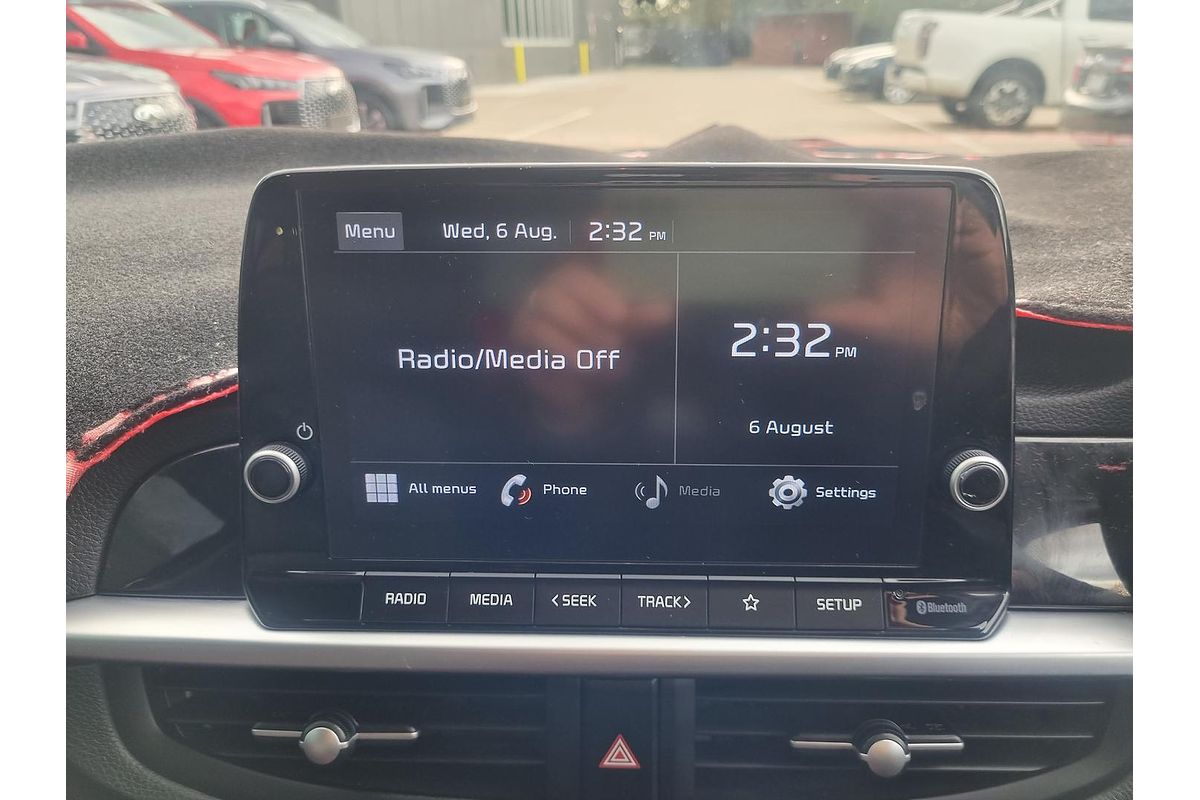 Menu Wed, 6 Aug. 2:32 PM
Radio/Media Off
2:32 PM
6 August
All menus Phone Media Settings
RADIO MEDIA <SEEK TRACK> SETUP Bluetooth